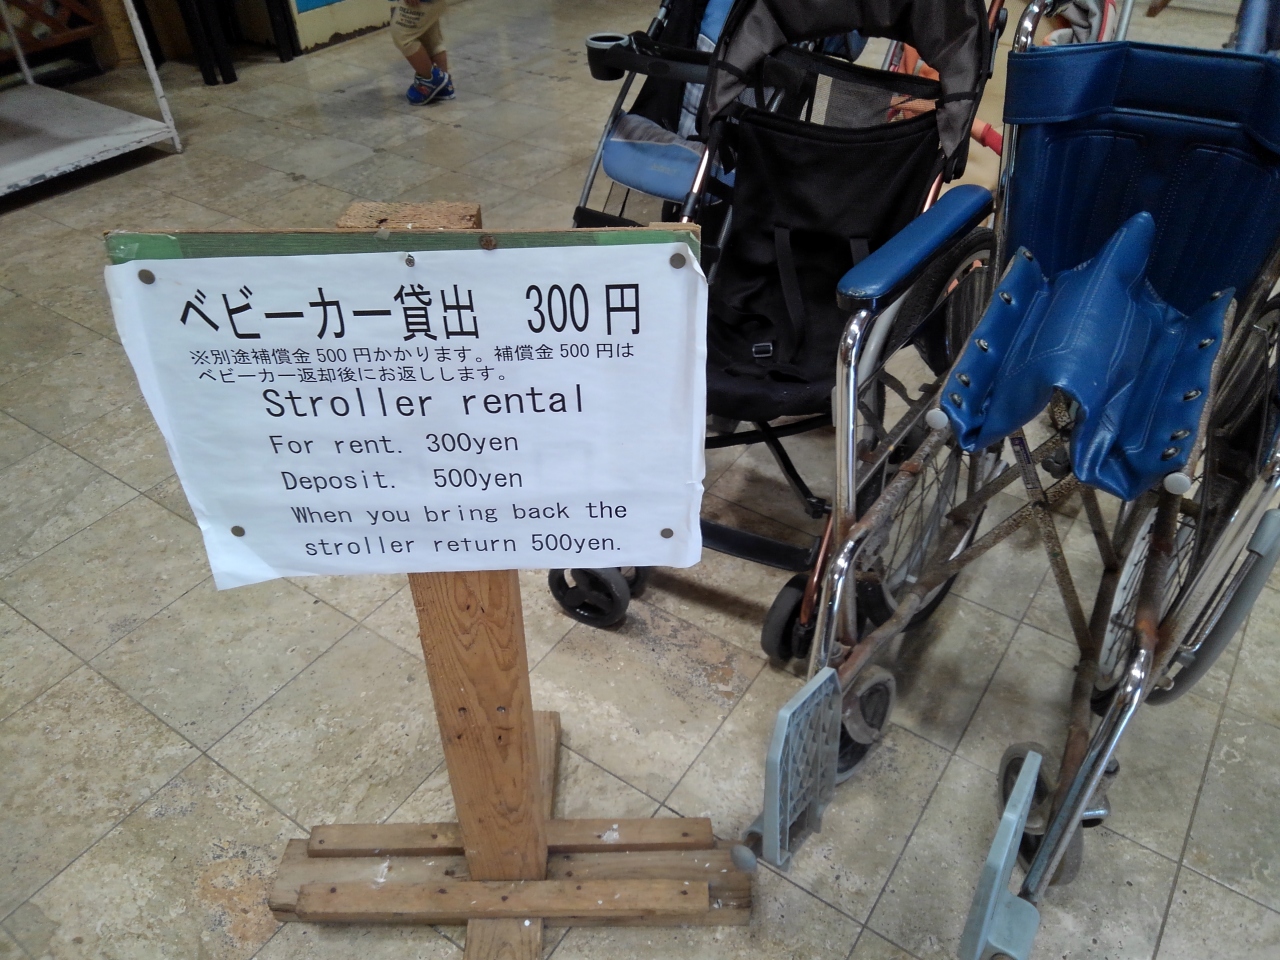 ベビーカー貸出 300円
※別途補償金500円かかります。補償金500円は
ベビーカー返却後にお返しします。
Stroller rental
For rent. 300yen
Deposit. 500yen
When you bring back the
stroller return 500yen.